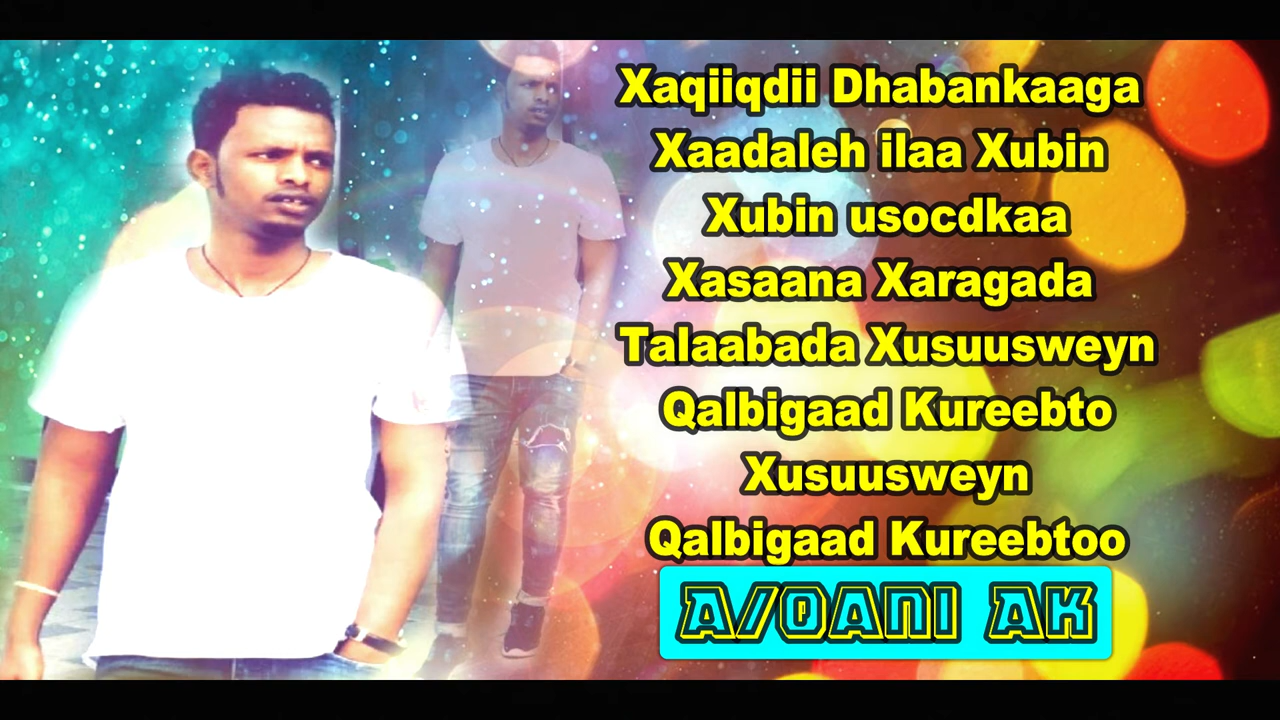 Xaqiiqdii Dhabankaaga
Xaadaleh ilaa Xubin
Xubin usocdkaa
Xasaana Xaragada
Talaabada Xusuusweyn
Qalbigaad Kureebto
Xusuusweyn
Qalbigaad Kureebtoo
A/QANI AK